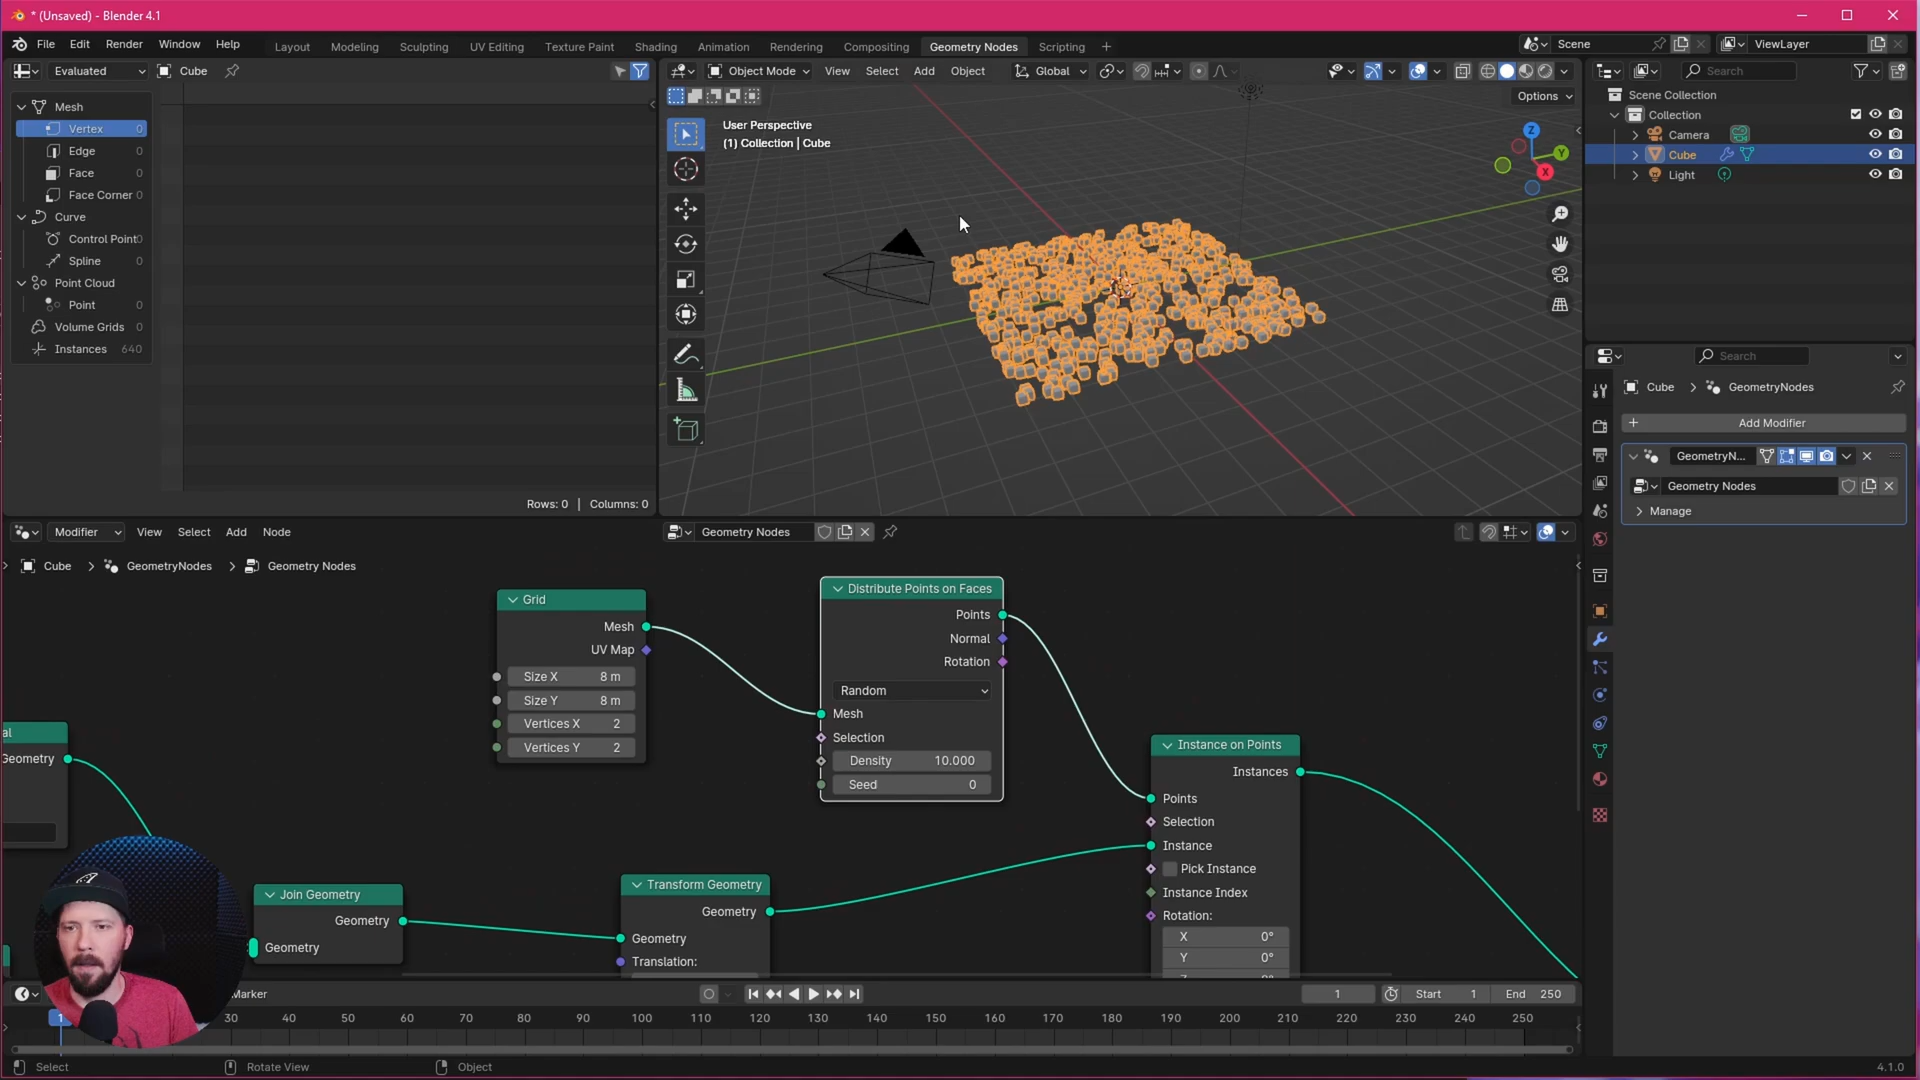 * (Unsaved) - Blender 4.1
File Edit Render Window Help Layout Modeling Sculpting UV Editing Texture Paint Shading Animation Rendering Compositing Geometry Nodes Scripting + Scene ViewLayer
Evaluated Cube
Object Mode View Select Add Object Global
Search
Options
Mesh
Vertex 0
Edge 0
Face 0
Face Corner 0
Curve
Control Point 0
Spline 0
Point Cloud
Point 0
Volume Grids 0
Instances 640
Rows: 0 | Columns: 0
User Perspective
(1) Collection | Cube
Z
Y
X
Scene Collection
Collection
Camera
Cube
Light
Search
Cube > GeometryNodes
+ Add Modifier
GeometryN...
Geometry Nodes
Manage
Modifier View Select Add Node Geometry Nodes
Cube > GeometryNodes > Geometry Nodes
al
Geometry
Grid
Mesh
UV Map
Size X 8 m
Size Y 8 m
Vertices X 2
Vertices Y 2
Distribute Points on Faces
Points
Normal
Rotation
Random
Mesh
Selection
Density 10.000
Seed 0
Join Geometry
Geometry
Geometry
Transform Geometry
Geometry
Geometry
Translation:
Instance on Points
Instances
Points
Selection
Instance
Pick Instance
Instance Index
Rotation:
X 0°
Y 0°
Z 0°
Marker
1 Start 1 End 250
1 30 40 50 60 70 80 90 100 110 120 130 140 150 160 170 180 190 200 210 220 230 240 250
Select Rotate View Object 4.1.0